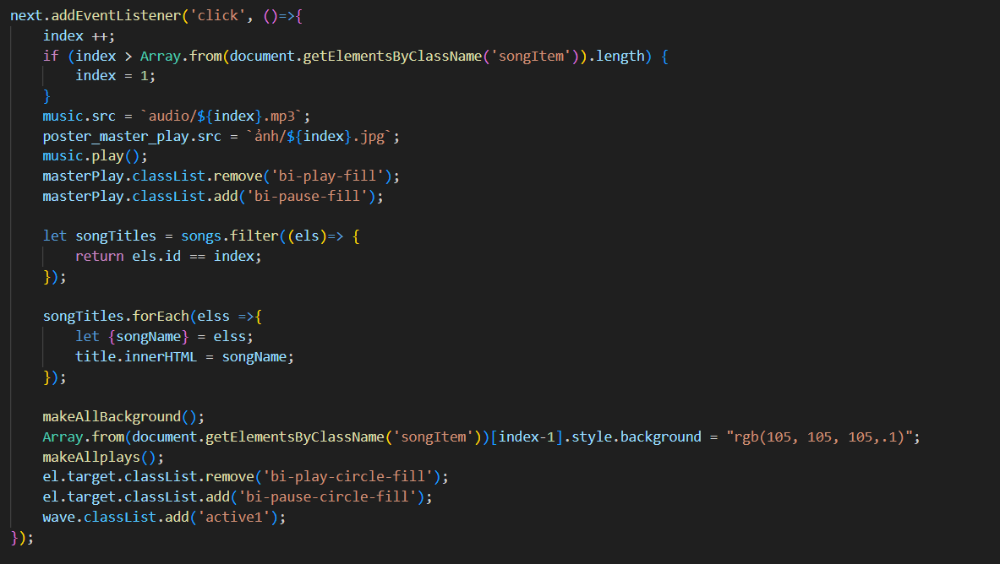 next.addEventListener('click', ()=>{
    index ++;
    if (index > Array.from(document.getElementsByClassName('songItem')).length) {
        index = 1;
    }
    music.src = `audio/${index}.mp3`;
    poster_master_play.src = `ảnh/${index}.jpg`;
    music.play();
    masterPlay.classList.remove('bi-play-fill');
    masterPlay.classList.add('bi-pause-fill');

    let songTitles = songs.filter((els)=> {
        return els.id == index;
    });

    songTitles.forEach(elss =>{
        let {songName} = elss;
        title.innerHTML = songName;
    });

    makeAllBackground();
    Array.from(document.getElementsByClassName('songItem'))[index-1].style.background = "rgb(105, 105, 105,.1)";
    makeAllplays();
    el.target.classList.remove('bi-play-circle-fill');
    el.target.classList.add('bi-pause-circle-fill');
    wave.classList.add('active1');
});